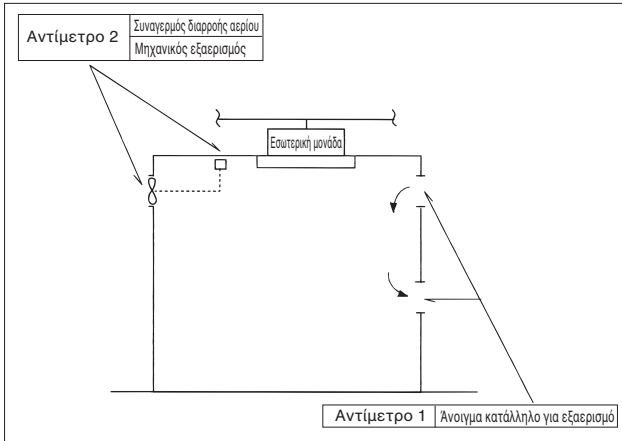 Αντίμετρο 2
Συναγερμός διαρροής αερίου
Μηχανικός εξαερισμός
Εσωτερική μονάδα
Αντίμετρο 1
Άνοιγμα κατάλληλο για εξαερισμό